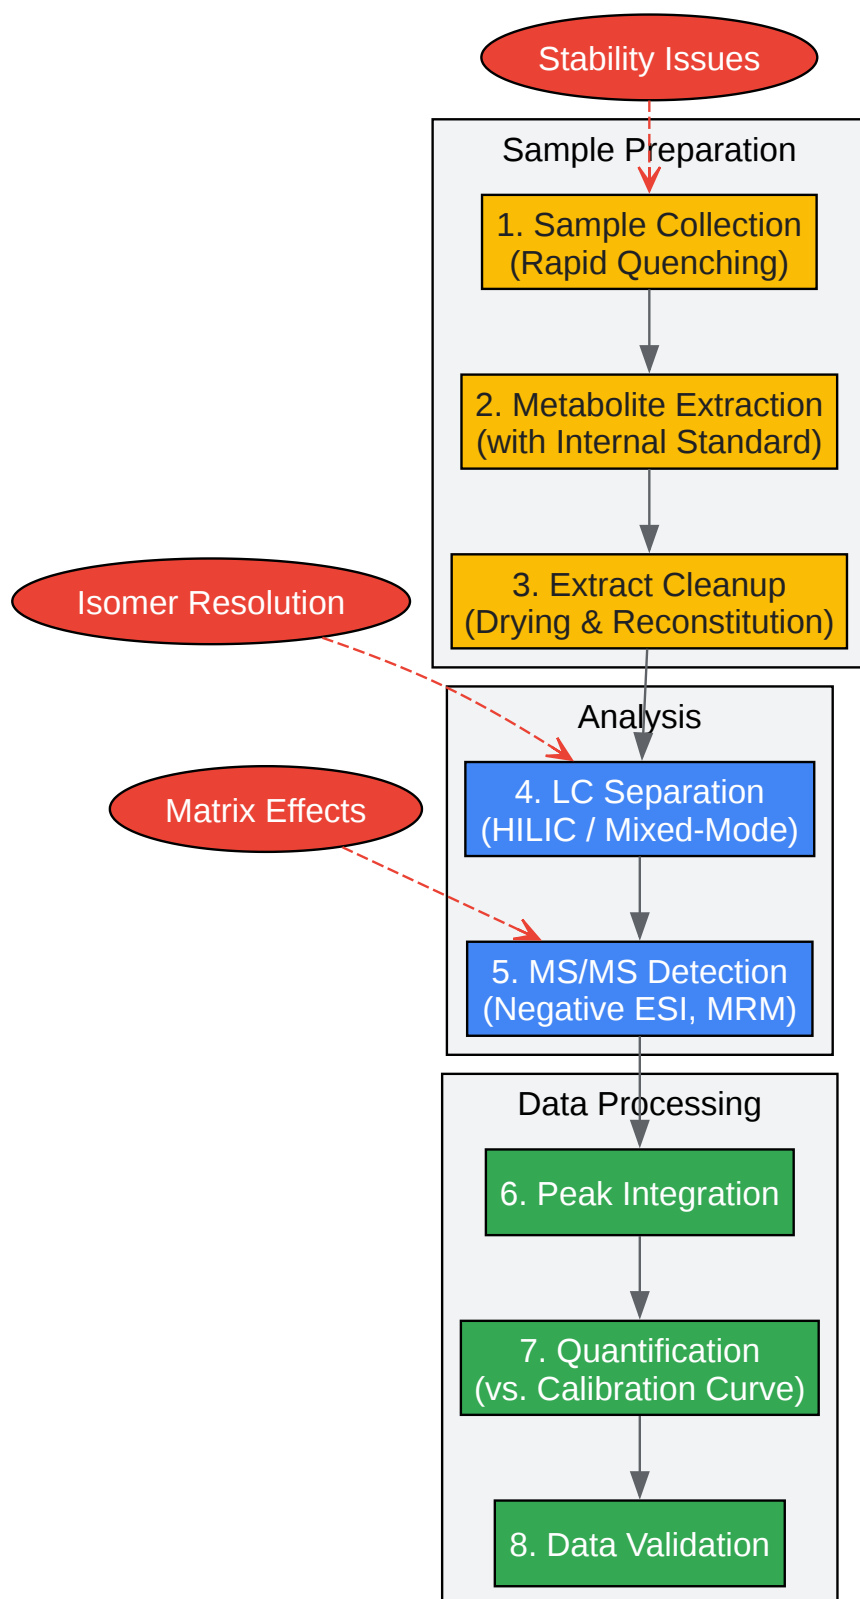 Stability Issues
Sample Preparation
1. Sample Collection
(Rapid Quenching)
2. Metabolite Extraction
(with Internal Standard)
3. Extract Cleanup
(Drying & Reconstitution)
Isomer Resolution
Analysis
4. LC Separation
(HILIC / Mixed-Mode)
Matrix Effects
5. MS/MS Detection
(Negative ESI, MRM)
Data Processing
6. Peak Integration
7. Quantification
(vs. Calibration Curve)
8. Data Validation